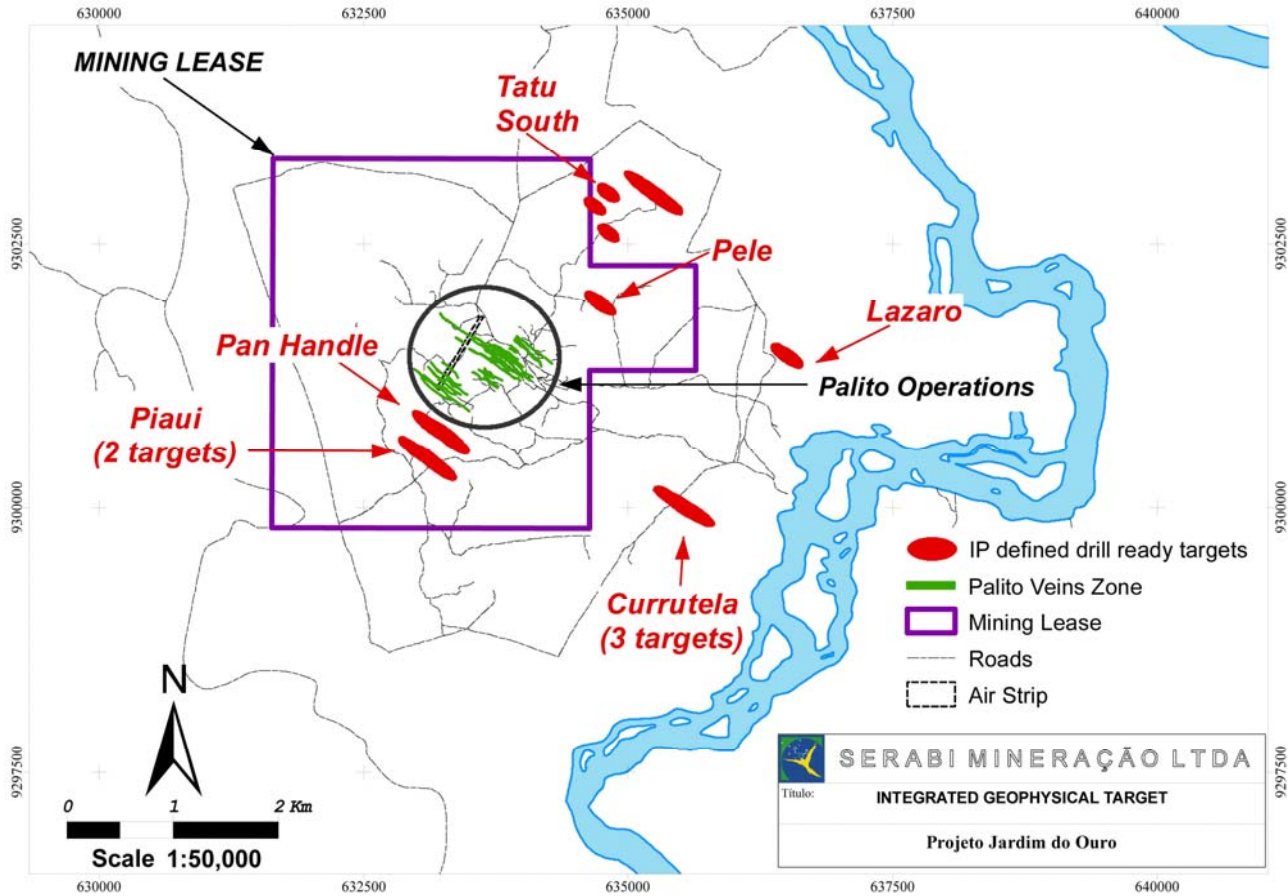 630000
632500
635000
637500
640000
MINING LEASE
Tatu
South
9302500
9302500
Pele
Lazaro
Pan Handle
Palito Operations
Piaui
(2 targets)
9300000
9300000
IP defined drill ready targets
Palito Veins Zone
Currutela
(3 targets)
Mining Lease
Roads
Air Strip
N
9297500
9297500
SERABI MINERAÇÃO LTDA
Título:
INTEGRATED GEOPHYSICAL TARGET
Projeto Jardim do Ouro
0 1 2 Km
Scale 1:50,000
630000
632500
635000
637500
640000